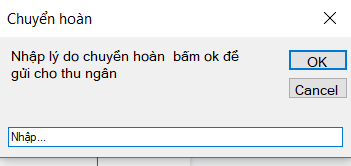 Chuyển hoàn
Nhập lý do chuyển hoàn  bấm ok để
gửi cho thu ngân
OK
Cancel
Nhập...